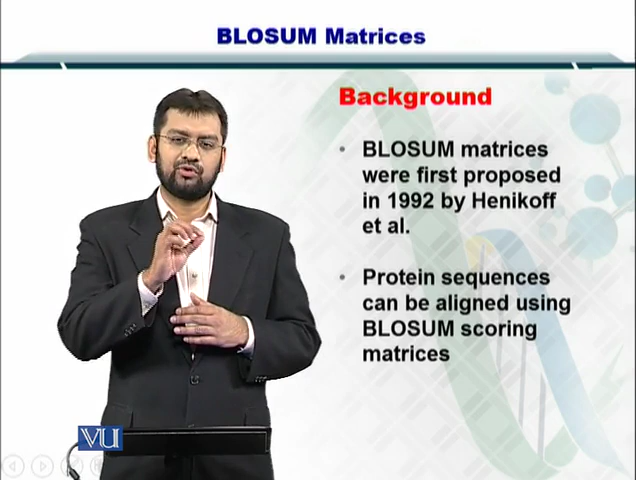 BLOSUM Matrices
Background
• BLOSUM matrices
were first proposed
in 1992 by Henikoff
et al.
• Protein sequences
can be aligned using
BLOSUM scoring
matrices
VU